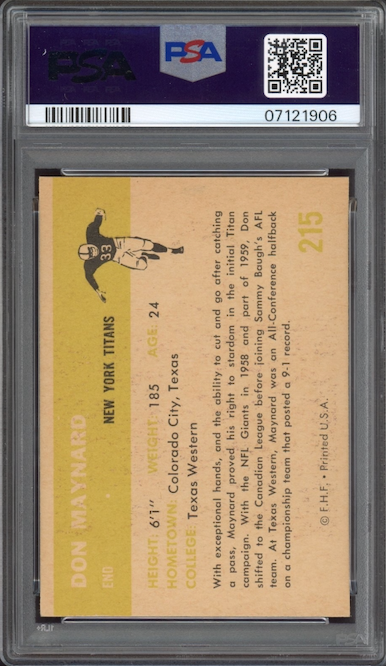 PSA
PSA
07121906
DON MAYNARD
END • NEW YORK TITANS
33
HEIGHT: 6'1" WEIGHT: 185 AGE: 24
HOMETOWN: Colorado City, Texas
COLLEGE: Texas Western
With exceptional hands, and the ability to cut and go after catching
a pass, Maynard proved his right to stardom in the initial Titan
campaign. With the NFL Giants in 1958 and part of 1959, Don
shifted to the Canadian League before joining Sammy Baugh's AFL
team. At Texas Western, Maynard was an All-Conference halfback
on a championship team that posted a 9-1 record.
215
© F.H.F. • Printed U.S.A.
PSA
PSA